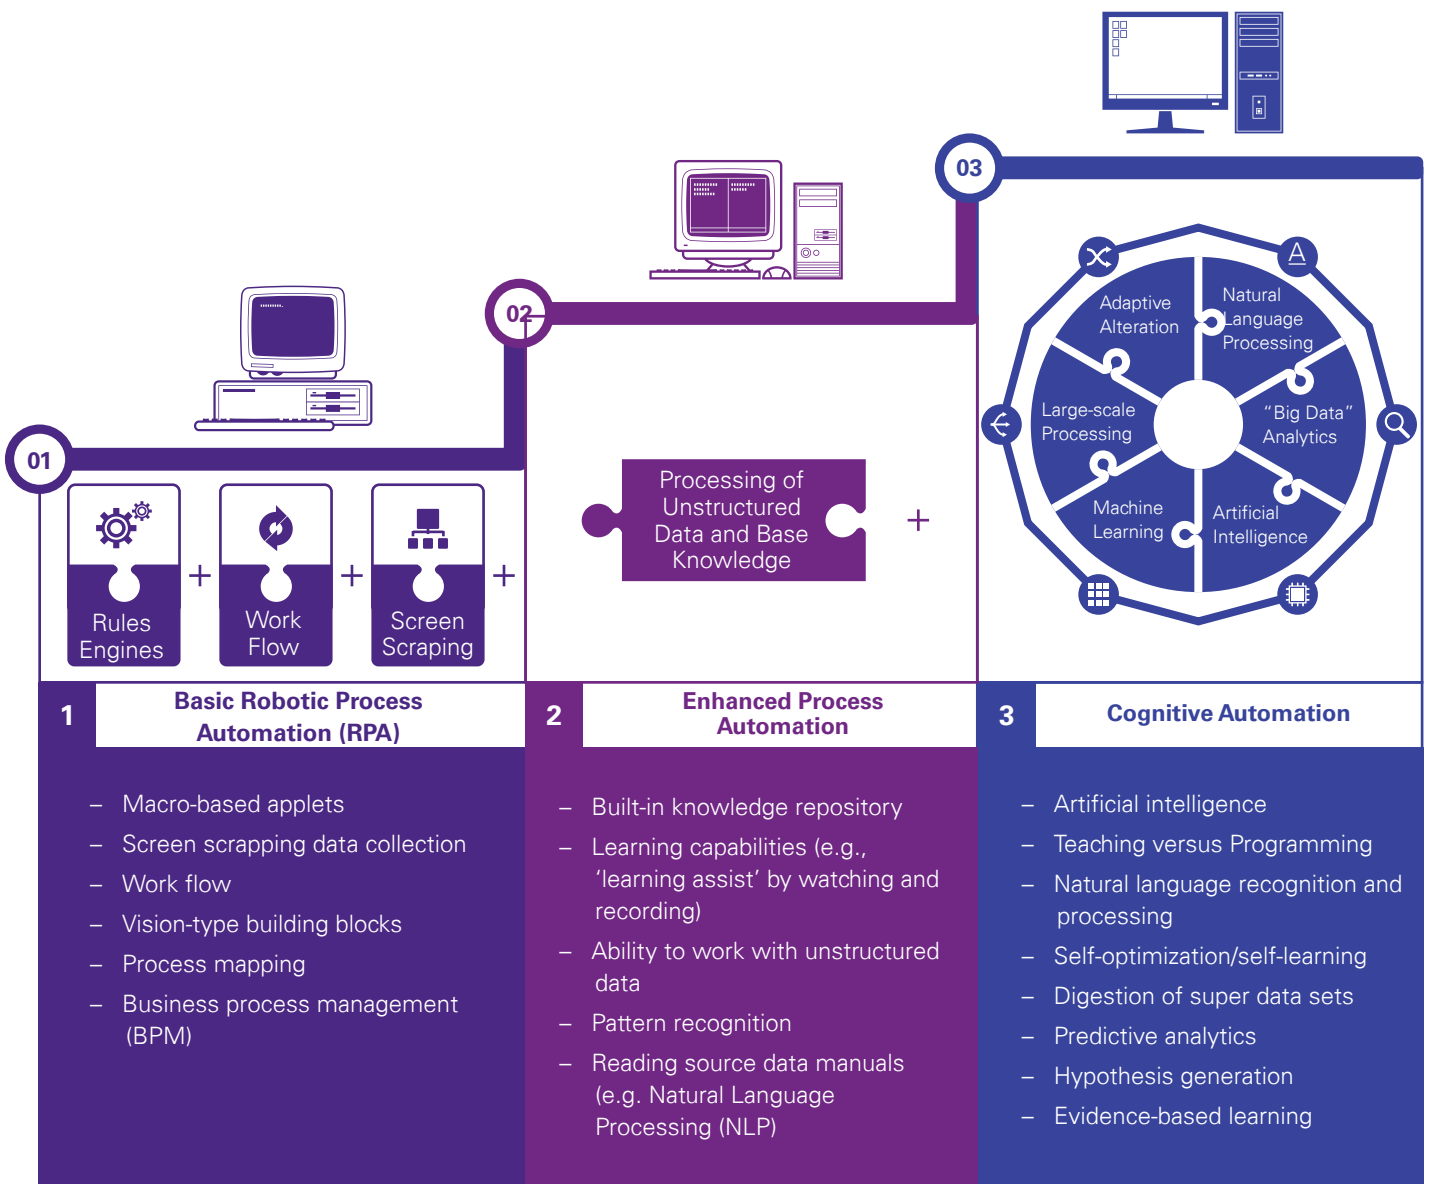 03
02
01
Adaptive
Alteration
Natural
Language
Processing
Large-scale
Processing
“Big Data”
Analytics
Machine
Learning
Artificial
Intelligence
A
Processing of
Unstructured
Data and Base
Knowledge
+
Rules
Engines
+
Work
Flow
+
Screen
Scraping
+
1
Basic Robotic Process
Automation (RPA)
– Macro-based applets
– Screen scrapping data collection
– Work flow
– Vision-type building blocks
– Process mapping
– Business process management
(BPM)
2
Enhanced Process
Automation
– Built-in knowledge repository
– Learning capabilities (e.g.,
‘learning assist’ by watching and
recording)
– Ability to work with unstructured
data
– Pattern recognition
– Reading source data manuals
(e.g. Natural Language
Processing (NLP)
3
Cognitive Automation
– Artificial intelligence
– Teaching versus Programming
– Natural language recognition and
processing
– Self-optimization/self-learning
– Digestion of super data sets
– Predictive analytics
– Hypothesis generation
– Evidence-based learning